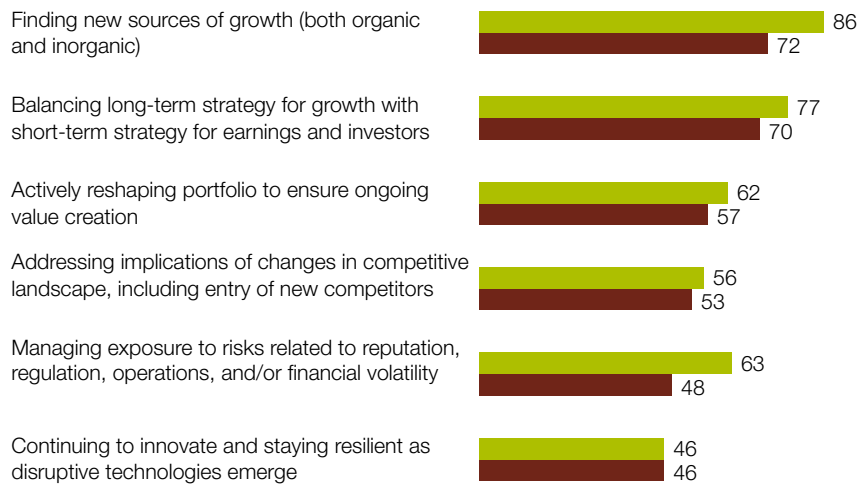 Finding new sources of growth (both organic
and inorganic)
86
72
Balancing long-term strategy for growth with
short-term strategy for earnings and investors
77
70
Actively reshaping portfolio to ensure ongoing
value creation
62
57
Addressing implications of changes in competitive
landscape, including entry of new competitors
56
53
Managing exposure to risks related to reputation,
regulation, operations, and/or financial volatility
63
48
Continuing to innovate and staying resilient as
disruptive technologies emerge
46
46